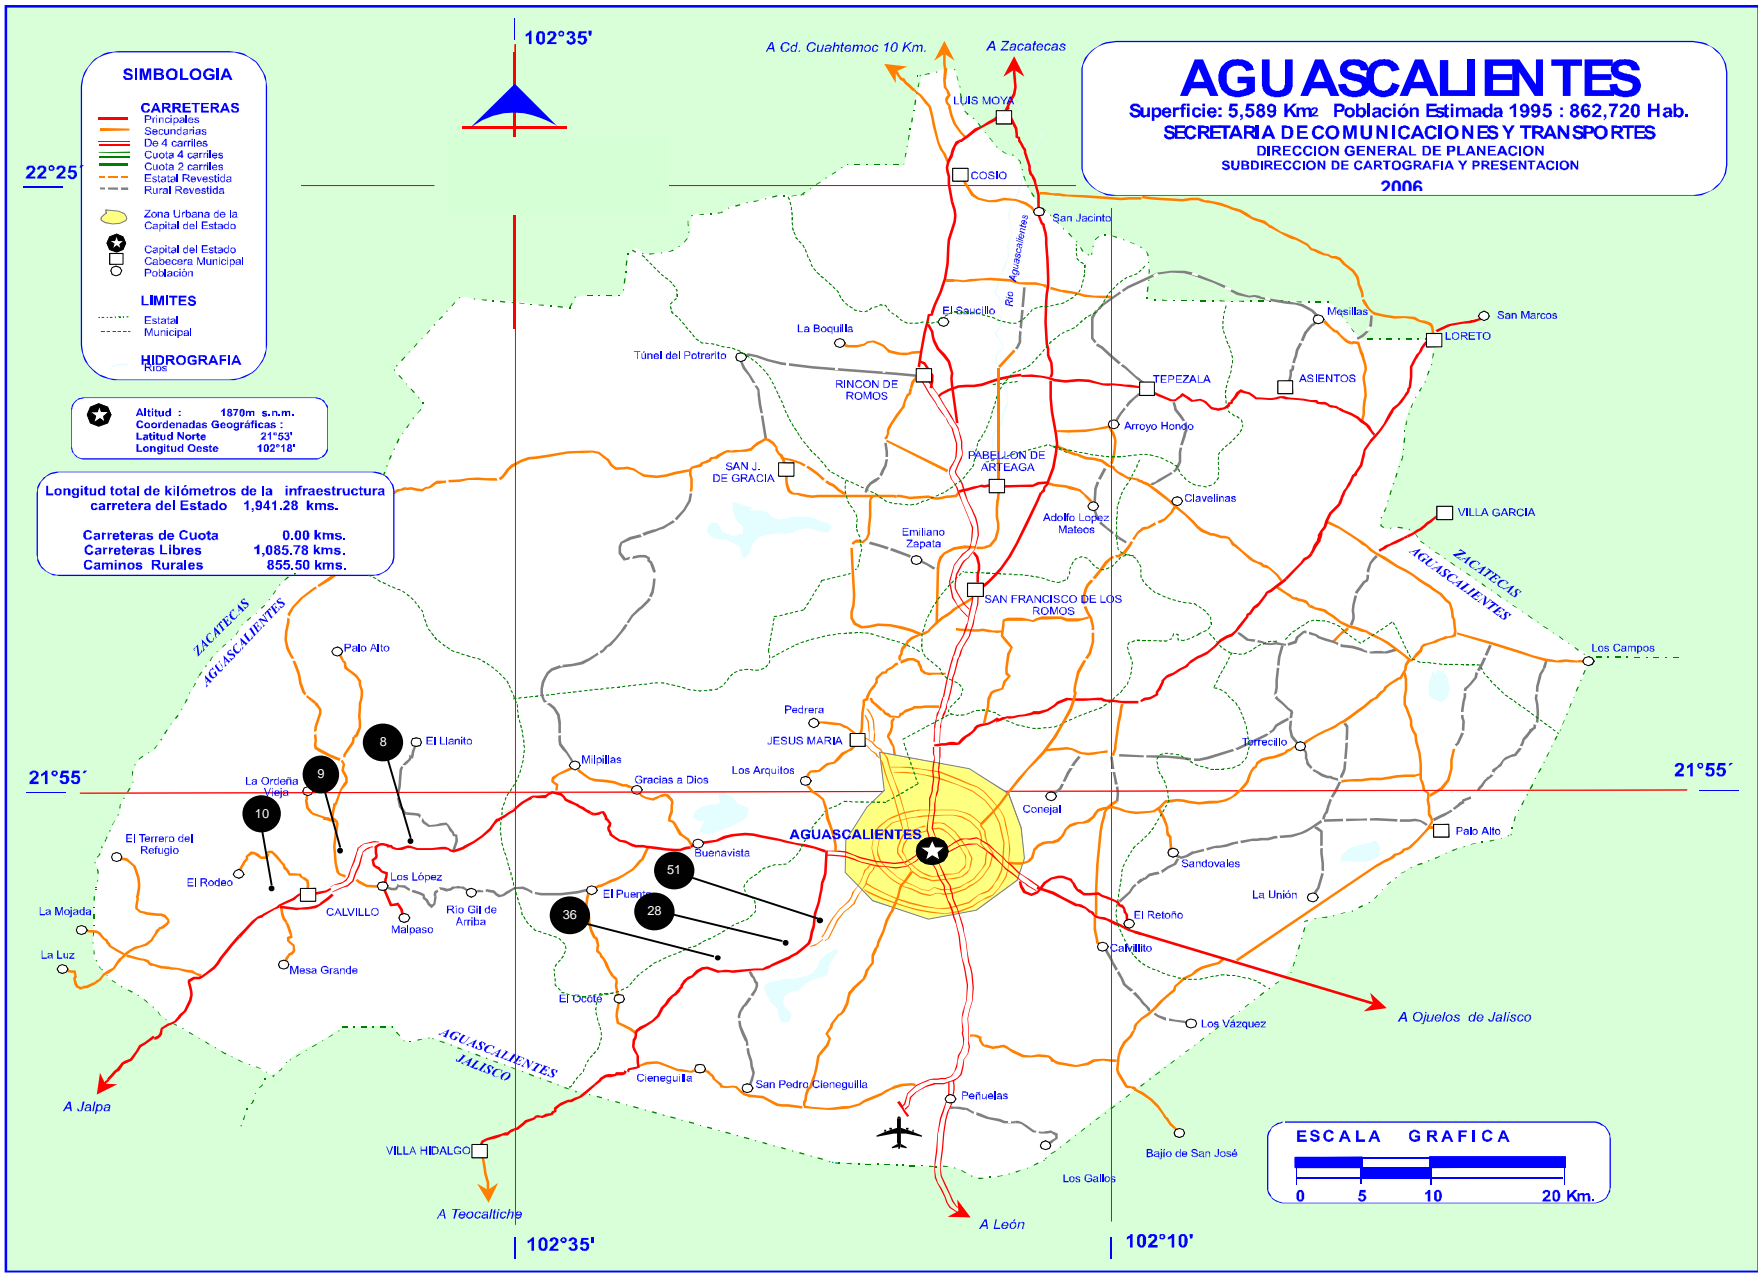 102°35'
A Cd. Cuahtemoc 10 Km.
A Zacatecas
SIMBOLOGIA
CARRETERAS
Principales
Secundarias
De 4 carriles
Cuota 4 carriles
Cuota 2 carriles
Estatal Revestida
Rural Revestida
Zona Urbana de la
Capital del Estado
Capital del Estado
Cabecera Municipal
Población
LIMITES
Estatal
Municipal
HIDROGRAFIA
Rios
AGUASCALIENTES
Superficie: 5,589 Km2 Población Estimada 1995 : 862,720 Hab.
SECRETARIA DE COMUNICACIONES Y TRANSPORTES
DIRECCION GENERAL DE PLANEACION
SUBDIRECCION DE CARTOGRAFIA Y PRESENTACION
2006
22°25´
Altitud : 1870m s.n.m.
Coordenadas Geográficas :
Latitud Norte 21°53'
Longitud Oeste 102°18'
Longitud total de kilómetros de la infraestructura
carretera del Estado 1,941.28 kms.
Carreteras de Cuota 0.00 kms.
Carreteras Libres 1,085.78 kms.
Caminos Rurales 855.50 kms.
LUIS MOYA
COSIO
San Jacinto
Rio Aguascalientes
El Saucillo
La Boquilla
Mesillas
San Marcos
LORETO
Túnel del Potrerito
RINCON DE
ROMOS
TEPEZALA
ASIENTOS
Arroyo Hondo
SAN J.
DE GRACIA
PABELLON DE
ARTEAGA
Clavelinas
Adolfo Lopez
Mateos
VILLA GARCIA
Emiliano
Zapata
ZACATECAS
AGUASCALIENTES
SAN FRANCISCO DE LOS
ROMOS
ZACATECAS
AGUASCALIENTES
Palo Alto
Los Campos
Pedrera
JESUS MARIA
8
El Llanito
Torrecillo
Milpillas
Los Arquitos
9
La Ordeña
Vieja
Gracias a Dios
21°55´
21°55´
Conejal
10
AGUASCALIENTES
Palo Alto
El Terrero del
Refugio
Buenavista
Sandovales
51
El Rodeo
Los López
El Puente
La Unión
La Mojada
CALVILLO
Malpaso
Rio Gil de
Arriba
36
28
El Retoño
Calvillito
La Luz
Mesa Grande
El Ocote
Los Vázquez
A Ojuelos de Jalisco
AGUASCALIENTES
JALISCO
Cieneguilla
San Pedro Cieneguilla
Peñuelas
A Jalpa
VILLA HIDALGO
Bajío de San José
Los Gallos
ESCALA GRAFICA
0 5 10 20 Km.
A Teocaltiche
A León
102°35'
102°10'